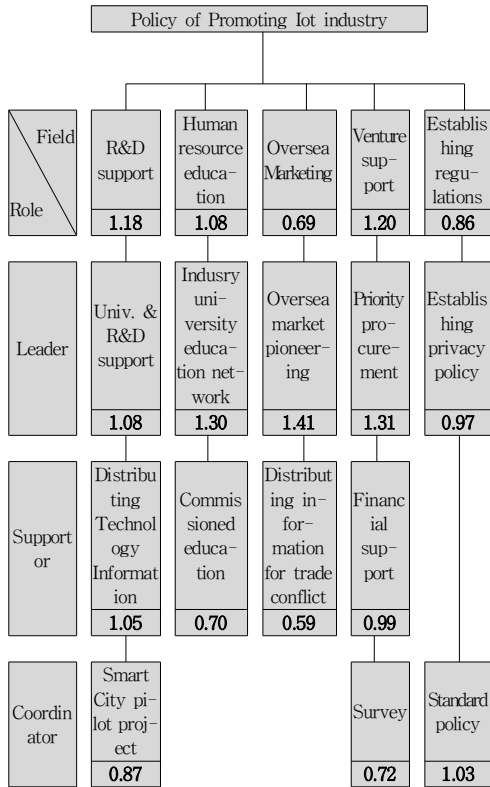 Policy of Promoting Iot industry
Field
Role
R&D
support
1.18
Human
resource
educa-
tion
1.08
Oversea
Marketing
0.69
Venture
sup-
port
1.20
Establis
hing
regu-
lations
0.86
Leader
Univ. &
R&D
support
1.08
Indusry
uni-
versity
educa-
tion net-
work
1.30
Oversea
market
pioneer-
ing
1.41
Priority
pro-
cure-
ment
1.31
Establis
hing
privacy
policy
0.97
Support
or
Distribu
ting
Technol
ogy
Informat
ion
1.05
Commis
sioned
educa-
tion
0.70
Distribut
ing in-
for-
mation
for trade
conflict
0.59
Financ
ial
support
0.99
Coordin
ator
Smart
City pi-
lot proj-
ect
0.87
Survey
0.72
Standard
policy
1.03